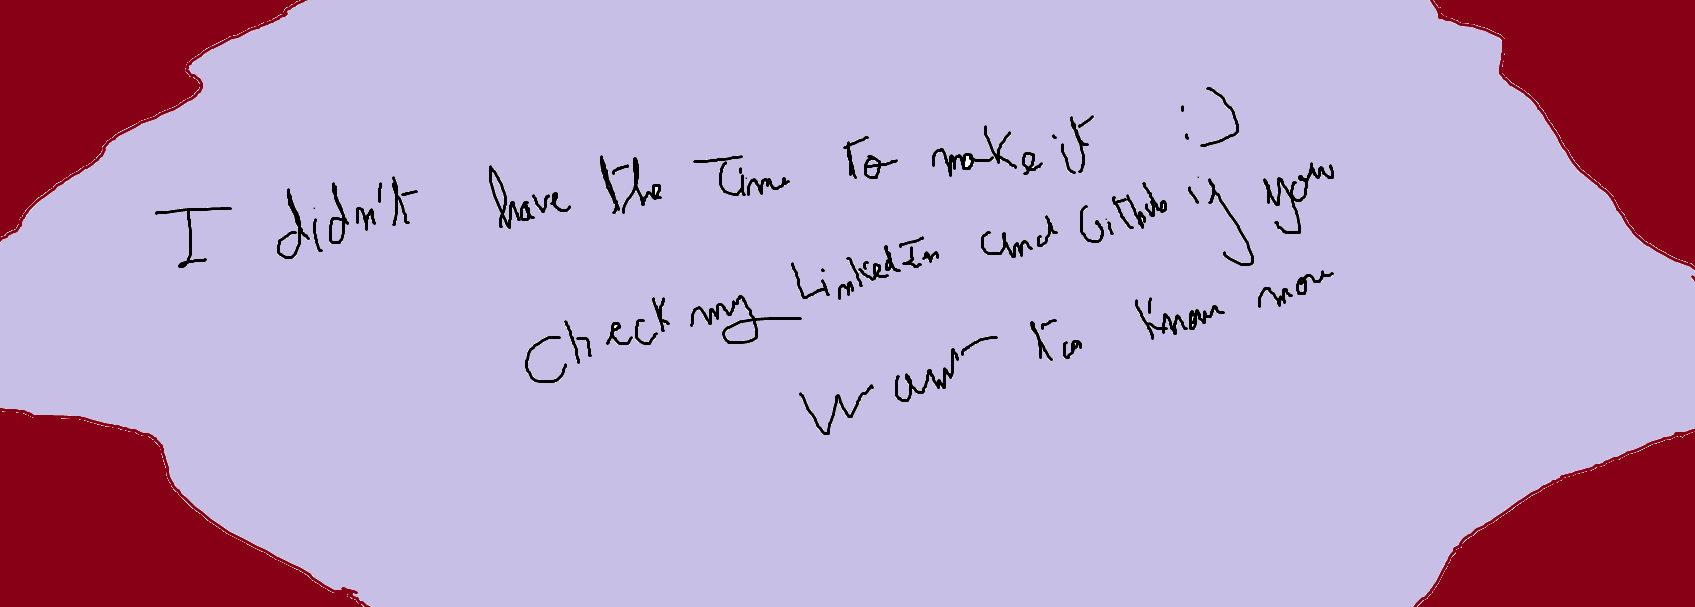 I didn't have the Time to make it :)
Check my LinkedIn and Github if you
want to know more